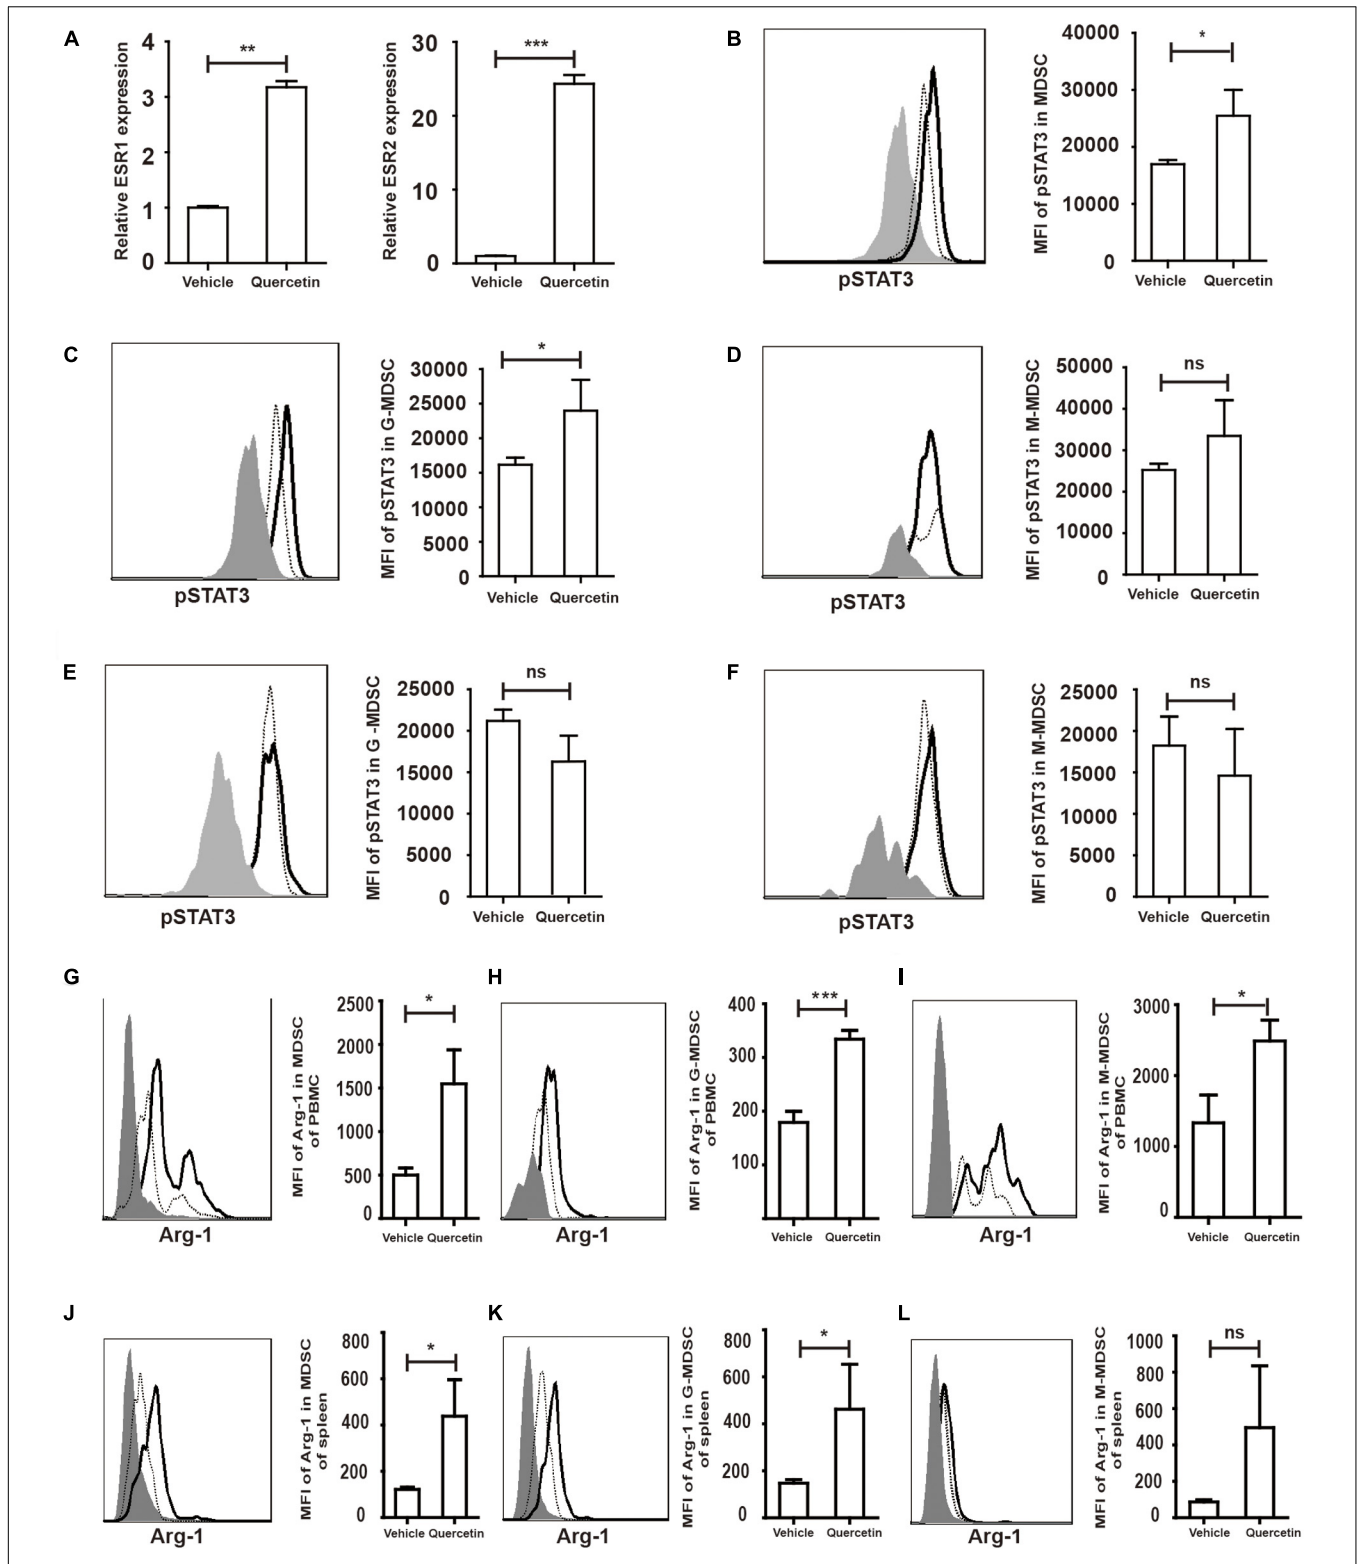 A
Relative ESR1 expression
4
3
2
1
0
**
Vehicle Quercetin
Relative ESR2 expression
30
20
10
0
***
Vehicle Quercetin
B
pSTAT3
MFI of pSTAT3 in MDSC
40000
30000
20000
10000
0
*
Vehicle Quercetin
C
pSTAT3
MFI of pSTAT3 in G-MDSC
30000
25000
20000
15000
10000
5000
0
*
Vehicle Quercetin
D
pSTAT3
MFI of pSTAT3 in M-MDSC
50000
40000
30000
20000
10000
0
ns
Vehicle Quercetin
E
pSTAT3
MFI of pSTAT3 in G -MDSC
25000
20000
15000
10000
5000
0
ns
Vehicle Quercetin
F
pSTAT3
MFI of pSTAT3 in M-MDSC
25000
20000
15000
10000
5000
0
ns
Vehicle Quercetin
G
Arg-1
MFI of Arg-1 in MDSC
of PBMC
2500
2000
1500
1000
500
0
*
Vehicle Quercetin
H
Arg-1
MFI of Arg-1 in G-MDSC
of PBMC
400
300
200
100
***
Vehicle Quercetin
I
Arg-1
MFI of Arg-1 in M-MDSC
of PBMC
3000
2000
1000
0
*
Vehicle Quercetin
J
Arg-1
MFI of Arg-1 in MDSC
of spleen
800
600
400
200
0
*
Vehicle Quercetin
K
Arg-1
MFI of Arg-1 in G-MDSC
of spleen
800
600
400
200
0
*
Vehicle Quercetin
L
Arg-1
MFI of Arg-1 in M-MDSC
of spleen
1000
800
600
400
200
0
ns
Vehicle Quercetin